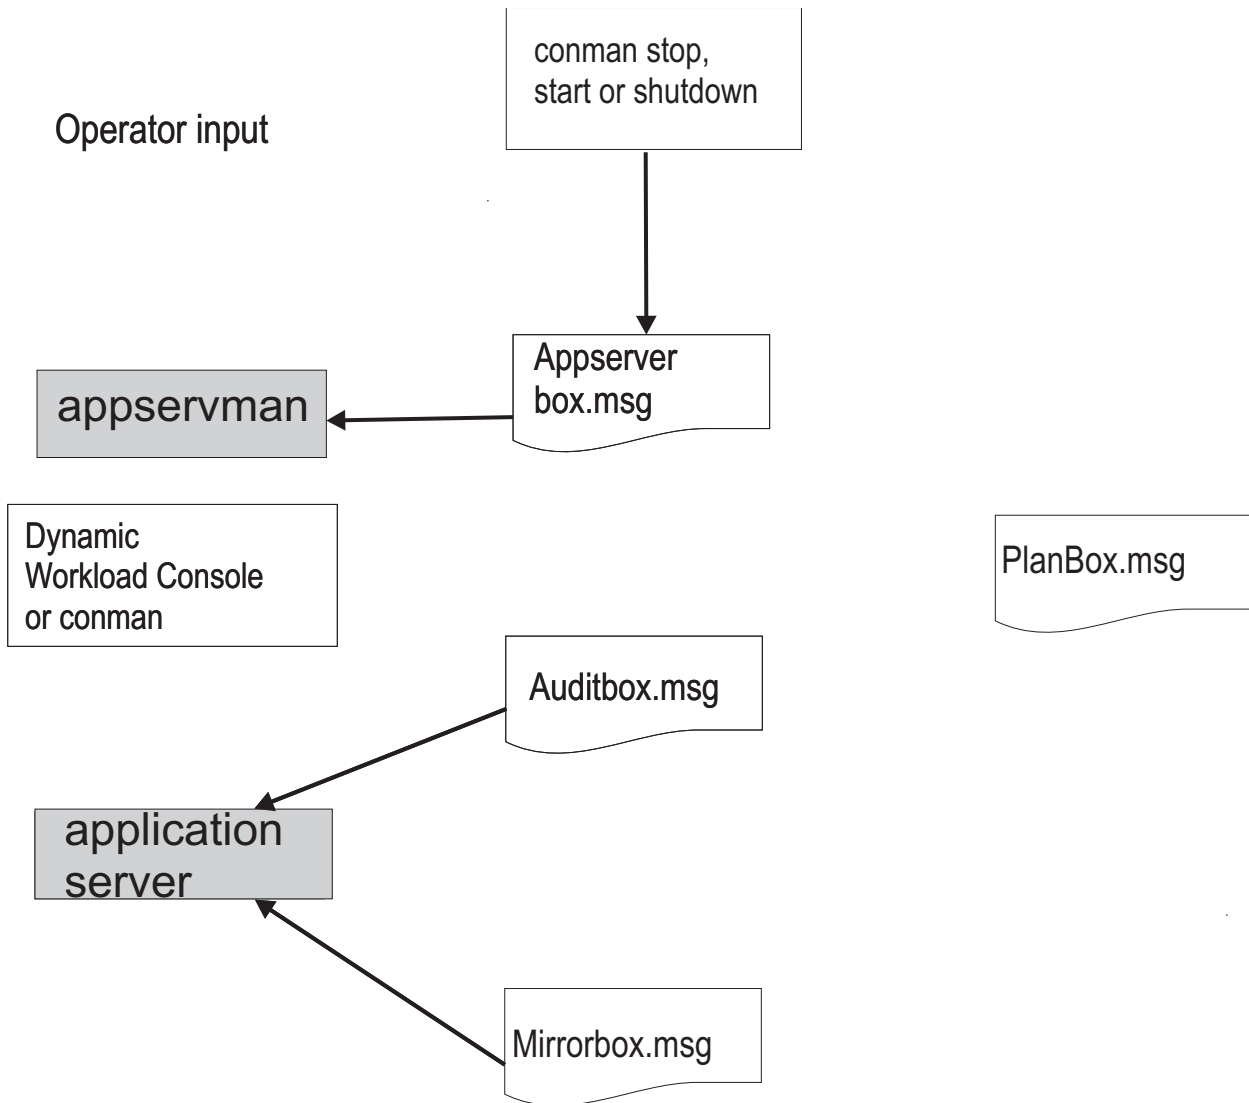 conman stop,
start or shutdown
Operator input
Appserver
box.msg
appservman
Dynamic
Workload Console
or conman
PlanBox.msg
Auditbox.msg
application
server
Mirrorbox.msg